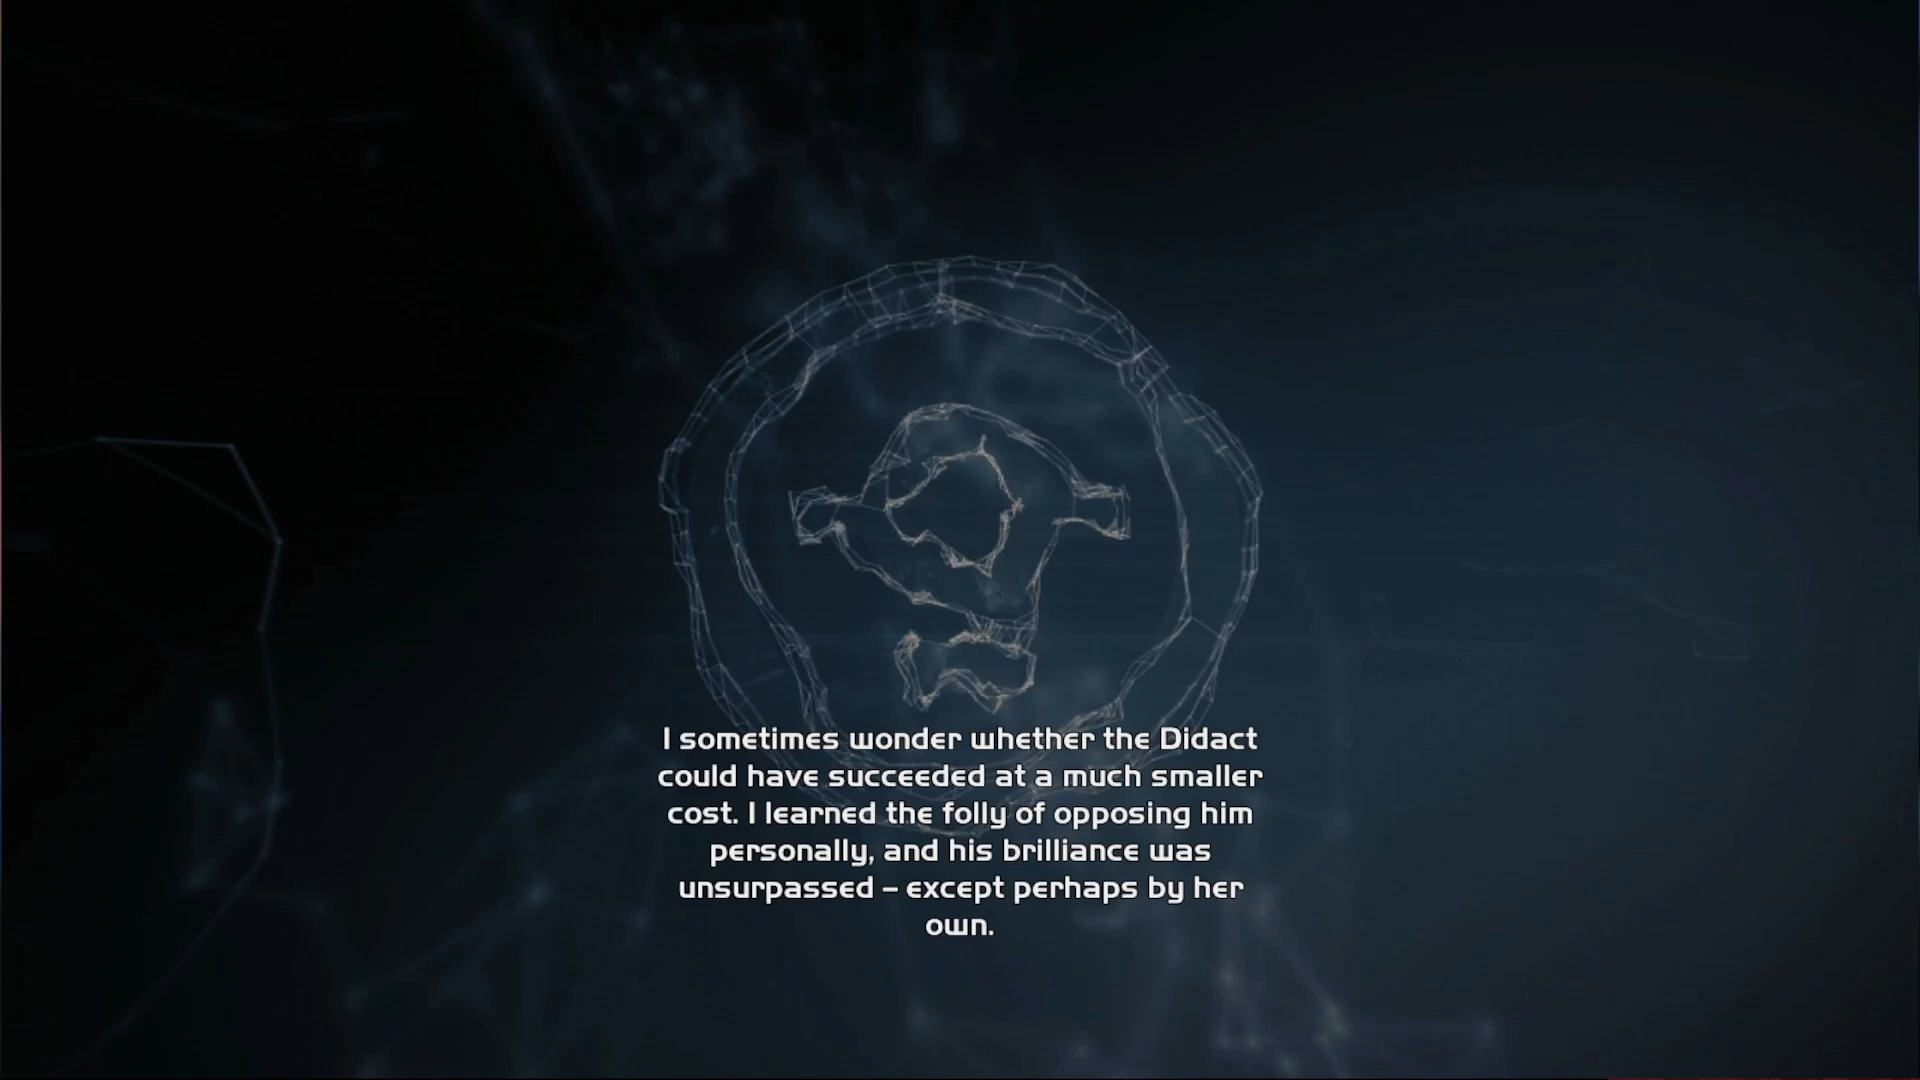 I sometimes wonder whether the Didact
could have succeeded at a much smaller
cost. I learned the folly of opposing him
personally, and his brilliance was
unsurpassed – except perhaps by her
own.